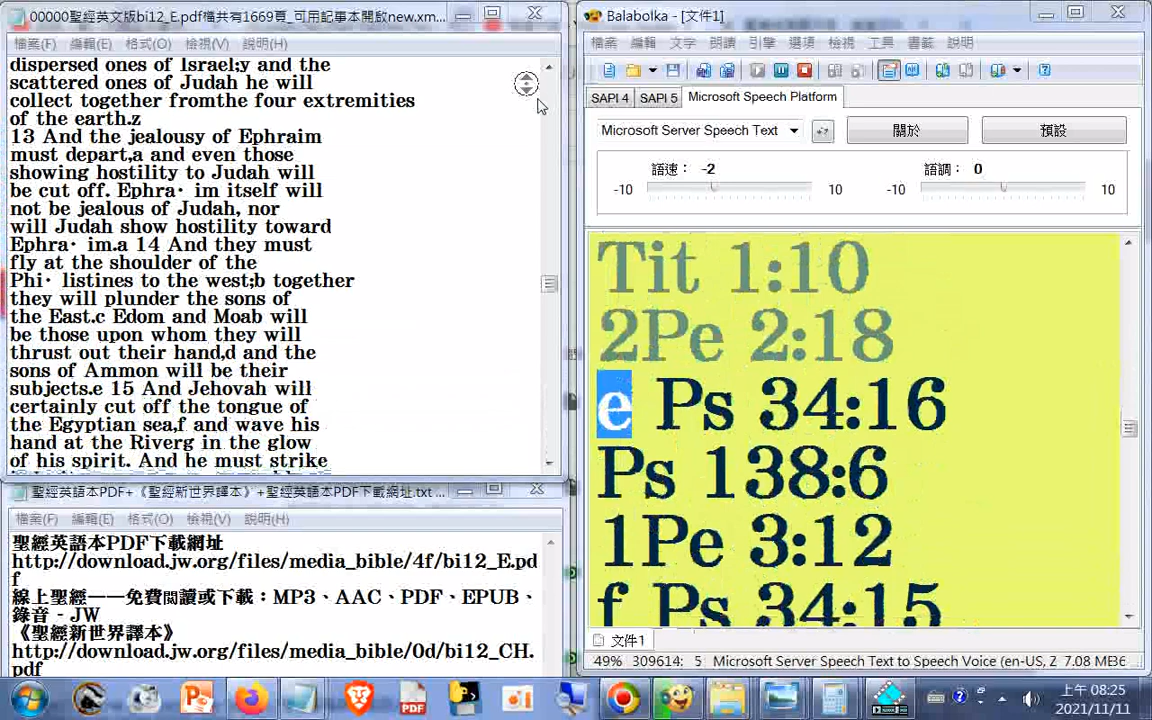 00000聖經英文版bi12_E.pdf檔共有1669頁_可用記事本開啟new.xm...
檔案(F) 編輯(E) 格式(O) 檢視(V) 說明(H)
dispersed ones of Israel;y and the
scattered ones of Judah he will
collect together fromthe four extremities
of the earth.z
13 And the jealousy of Ephraim
must depart,a and even those
showing hostility to Judah will
be cut off. Ephra· im itself will
not be jealous of Judah, nor
will Judah show hostility toward
Ephra· im.a 14 And they must
fly at the shoulder of the
Phi· listines to the west;b together
they will plunder the sons of
the East.c Edom and Moab will
be those upon whom they will
thrust out their hand,d and the
sons of Ammon will be their
subjects.e 15 And Jehovah will
certainly cut off the tongue of
the Egyptian sea,f and wave his
hand at the Riverg in the glow
of his spirit. And he must strike
聖經英語本PDF+《聖經新世界譯本》+聖經英語本PDF下載網址.txt ...
檔案(F) 編輯(E) 格式(O) 檢視(V) 說明(H)
聖經英語本PDF下載網址
http://download.jw.org/files/media_bible/4f/bi12_E.pd
f
線上聖經——免費閱讀或下載：MP3、AAC、PDF、EPUB、
錄音 - JW
《聖經新世界譯本》
http://download.jw.org/files/media_bible/0d/bi12_CH.
pdf
Balabolka - [文件1]
檔案 編輯 文字 朗讀 引擎 選項 檢視 工具 書籤 說明
SAPI 4 SAPI 5 Microsoft Speech Platform
Microsoft Server Speech Text 關於 預設
語速： -2 語調： 0
-10 10 -10 10
Tit 1:10
2Pe 2:18
e Ps 34:16
Ps 138:6
1Pe 3:12
f Ps 34:15
文件1
49% 309614: 5 Microsoft Server Speech Text to Speech Voice (en-US, Z 7.08 MB
上午 08:25
2021/11/11